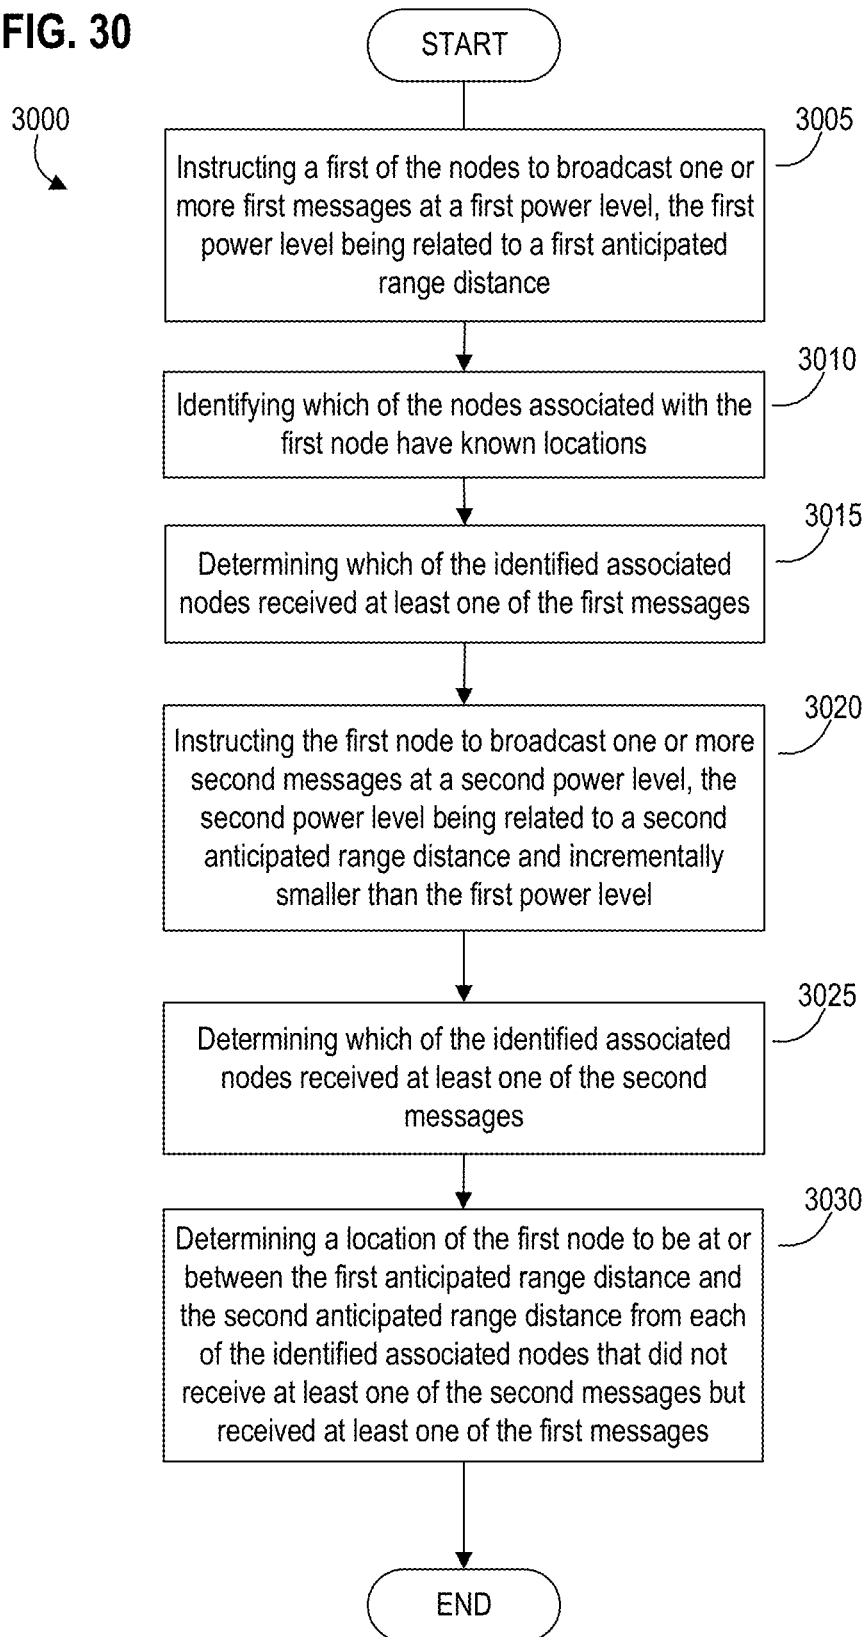 FIG. 30
START
3000
3005
Instructing a first of the nodes to broadcast one or
more first messages at a first power level, the first
power level being related to a first anticipated
range distance
3010
Identifying which of the nodes associated with the
first node have known locations
3015
Determining which of the identified associated
nodes received at least one of the first messages
3020
Instructing the first node to broadcast one or more
second messages at a second power level, the
second power level being related to a second
anticipated range distance and incrementally
smaller than the first power level
3025
Determining which of the identified associated
nodes received at least one of the second
messages
3030
Determining a location of the first node to be at or
between the first anticipated range distance and
the second anticipated range distance from each
of the identified associated nodes that did not
receive at least one of the second messages but
received at least one of the first messages
END